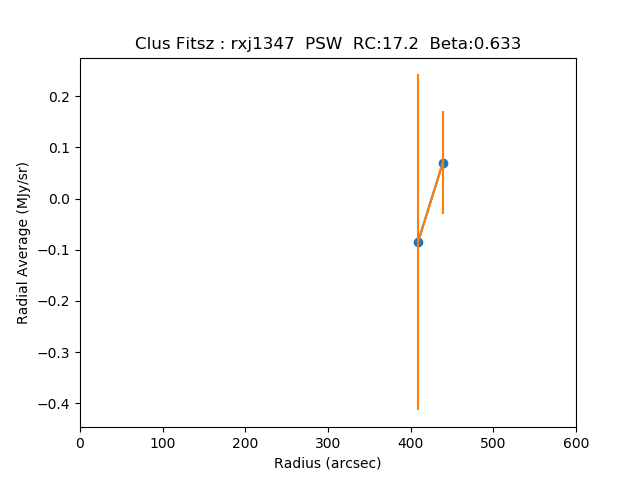 Clus Fitsz : rxj1347  PSW  RC:17.2  Beta:0.633
Radial Average (MJy/sr)
0.2
0.1
0.0
−0.1
−0.2
−0.3
−0.4
0 100 200 300 400 500 600
Radius (arcsec)